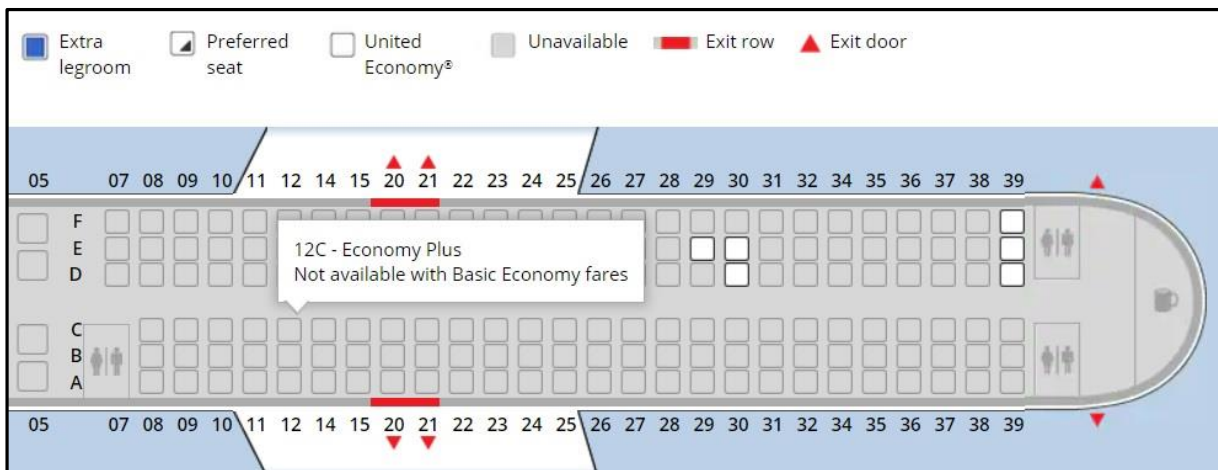 Extra
legroom
Preferred
seat
United
Economy®
Unavailable
Exit row
Exit door
05 07 08 09 10 11 12 14 15 20 21 22 23 24 25 26 27 28 29 30 31 32 34 35 36 37 38 39
F
E
D
12C - Economy Plus
Not available with Basic Economy fares
C
B
A
05 07 08 09 10 11 12 14 15 20 21 22 23 24 25 26 27 28 29 30 31 32 34 35 36 37 38 39